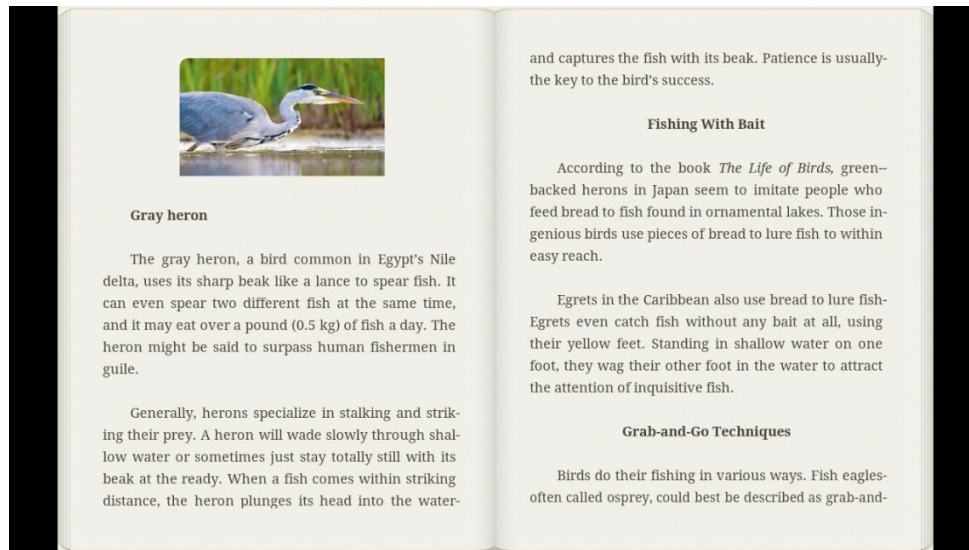 Gray heron
The gray heron, a bird common in Egypt's Nile
delta, uses its sharp beak like a lance to spear fish. It
can even spear two different fish at the same time,
and it may eat over a pound (0.5 kg) of fish a day. The
heron might be said to surpass human fishermen in
guile.
Generally, herons specialize in stalking and strik-
ing their prey. A heron will wade slowly through shal-
low water or sometimes just stay totally still with its
beak at the ready. When a fish comes within striking
distance, the heron plunges its head into the water-
and captures the fish with its beak. Patience is usually-
the key to the bird's success.
Fishing With Bait
According to the book The Life of Birds, green--
backed herons in Japan seem to imitate people who
feed bread to fish found in ornamental lakes. Those in-
genious birds use pieces of bread to lure fish to within
easy reach.
Egrets in the Caribbean also use bread to lure fish-
Egrets even catch fish without any bait at all, using
their yellow feet. Standing in shallow water on one
foot, they wag their other foot in the water to attract
the attention of inquisitive fish.
Grab-and-Go Techniques
Birds do their fishing in various ways. Fish eagles-
often called osprey, could best be described as grab-and-